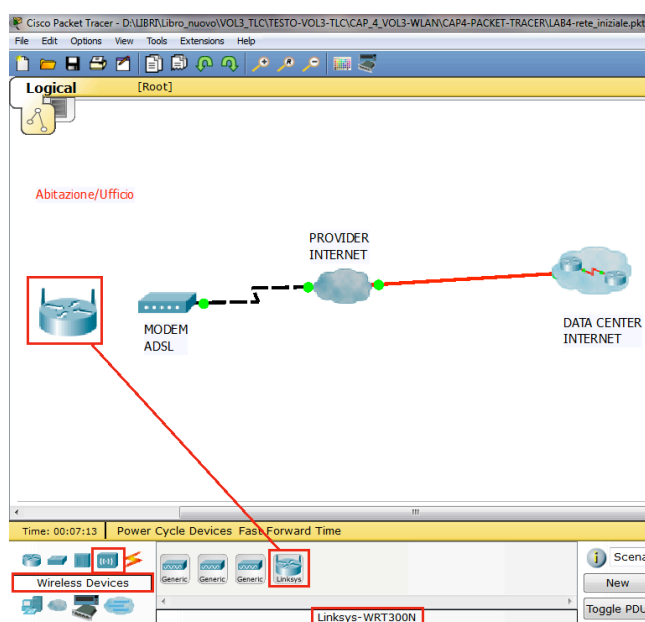 Cisco Packet Tracer - D:\LIBRI\Libro_nuovo\VOL3_TLC\TESTO-VOL3-TLC\CAP_4_VOL3-WLAN\CAP4-PACKET-TRACER\LAB4-rete_iniziale.pkt
File Edit Options View Tools Extensions Help
Logical [Root]
Abitazione/Ufficio
PROVIDER
INTERNET
MODEM
ADSL
DATA CENTER
INTERNET
Time: 00:07:13 Power Cycle Devices Fast Forward Time
Generic Generic Generic Linksys
Wireless Devices
Scena
New
Toggle PDU
Linksys-WRT300N